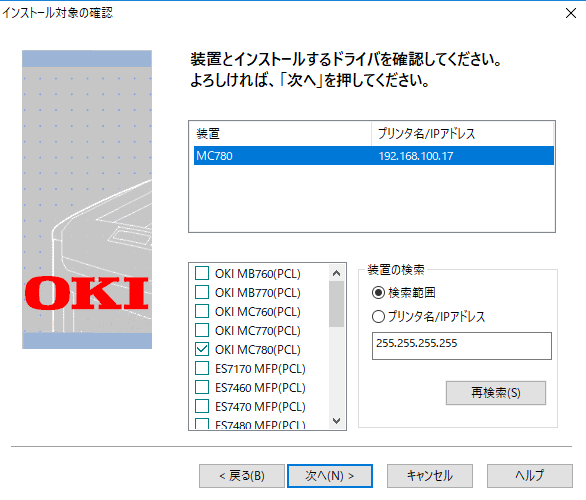 インストール対象の確認
装置とインストールするドライバを確認してください。
よろしければ、「次へ」を押してください。
装置 プリンタ名/IPアドレス
MC780 192.168.100.17
OKI
OKI MB760(PCL)
OKI MB770(PCL)
OKI MC760(PCL)
OKI MC770(PCL)
OKI MC780(PCL)
ES7170 MFP(PCL)
ES7460 MFP(PCL)
ES7470 MFP(PCL)
ES7480 MFP(PCL)
装置の検索
検索範囲
プリンタ名/IPアドレス
255.255.255.255
再検索(S)
< 戻る(B) 次へ(N) > キャンセル ヘルプ